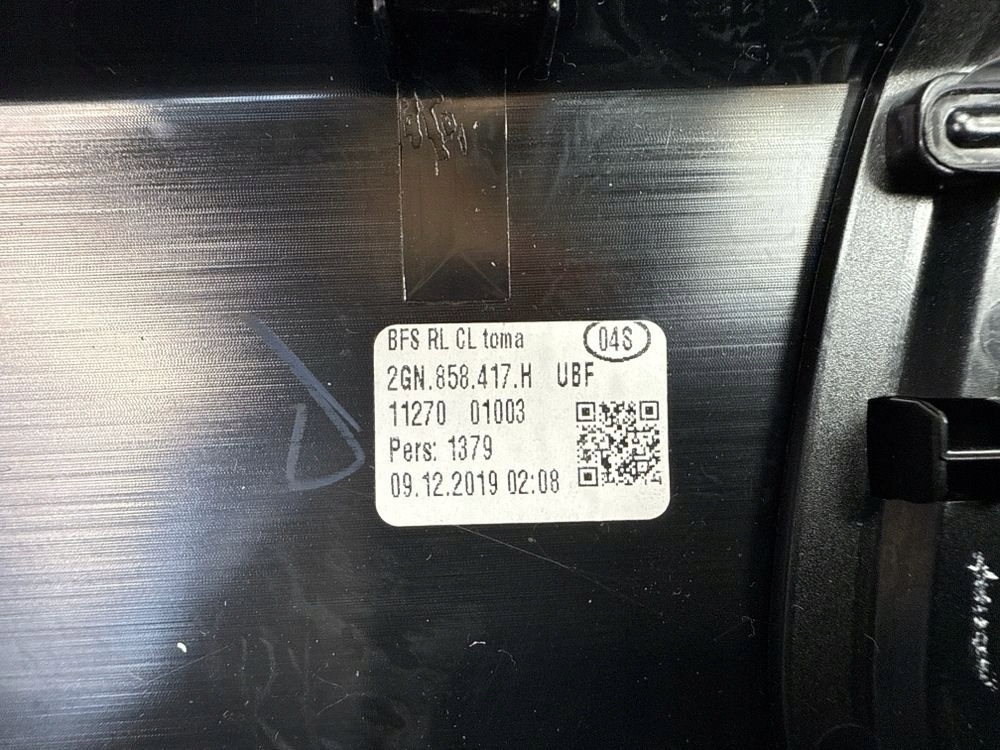 BFS RL CL toma 04S
2GN.858.417.H UBF
11270 01003
Pers: 1379
09.12.2019 02:08